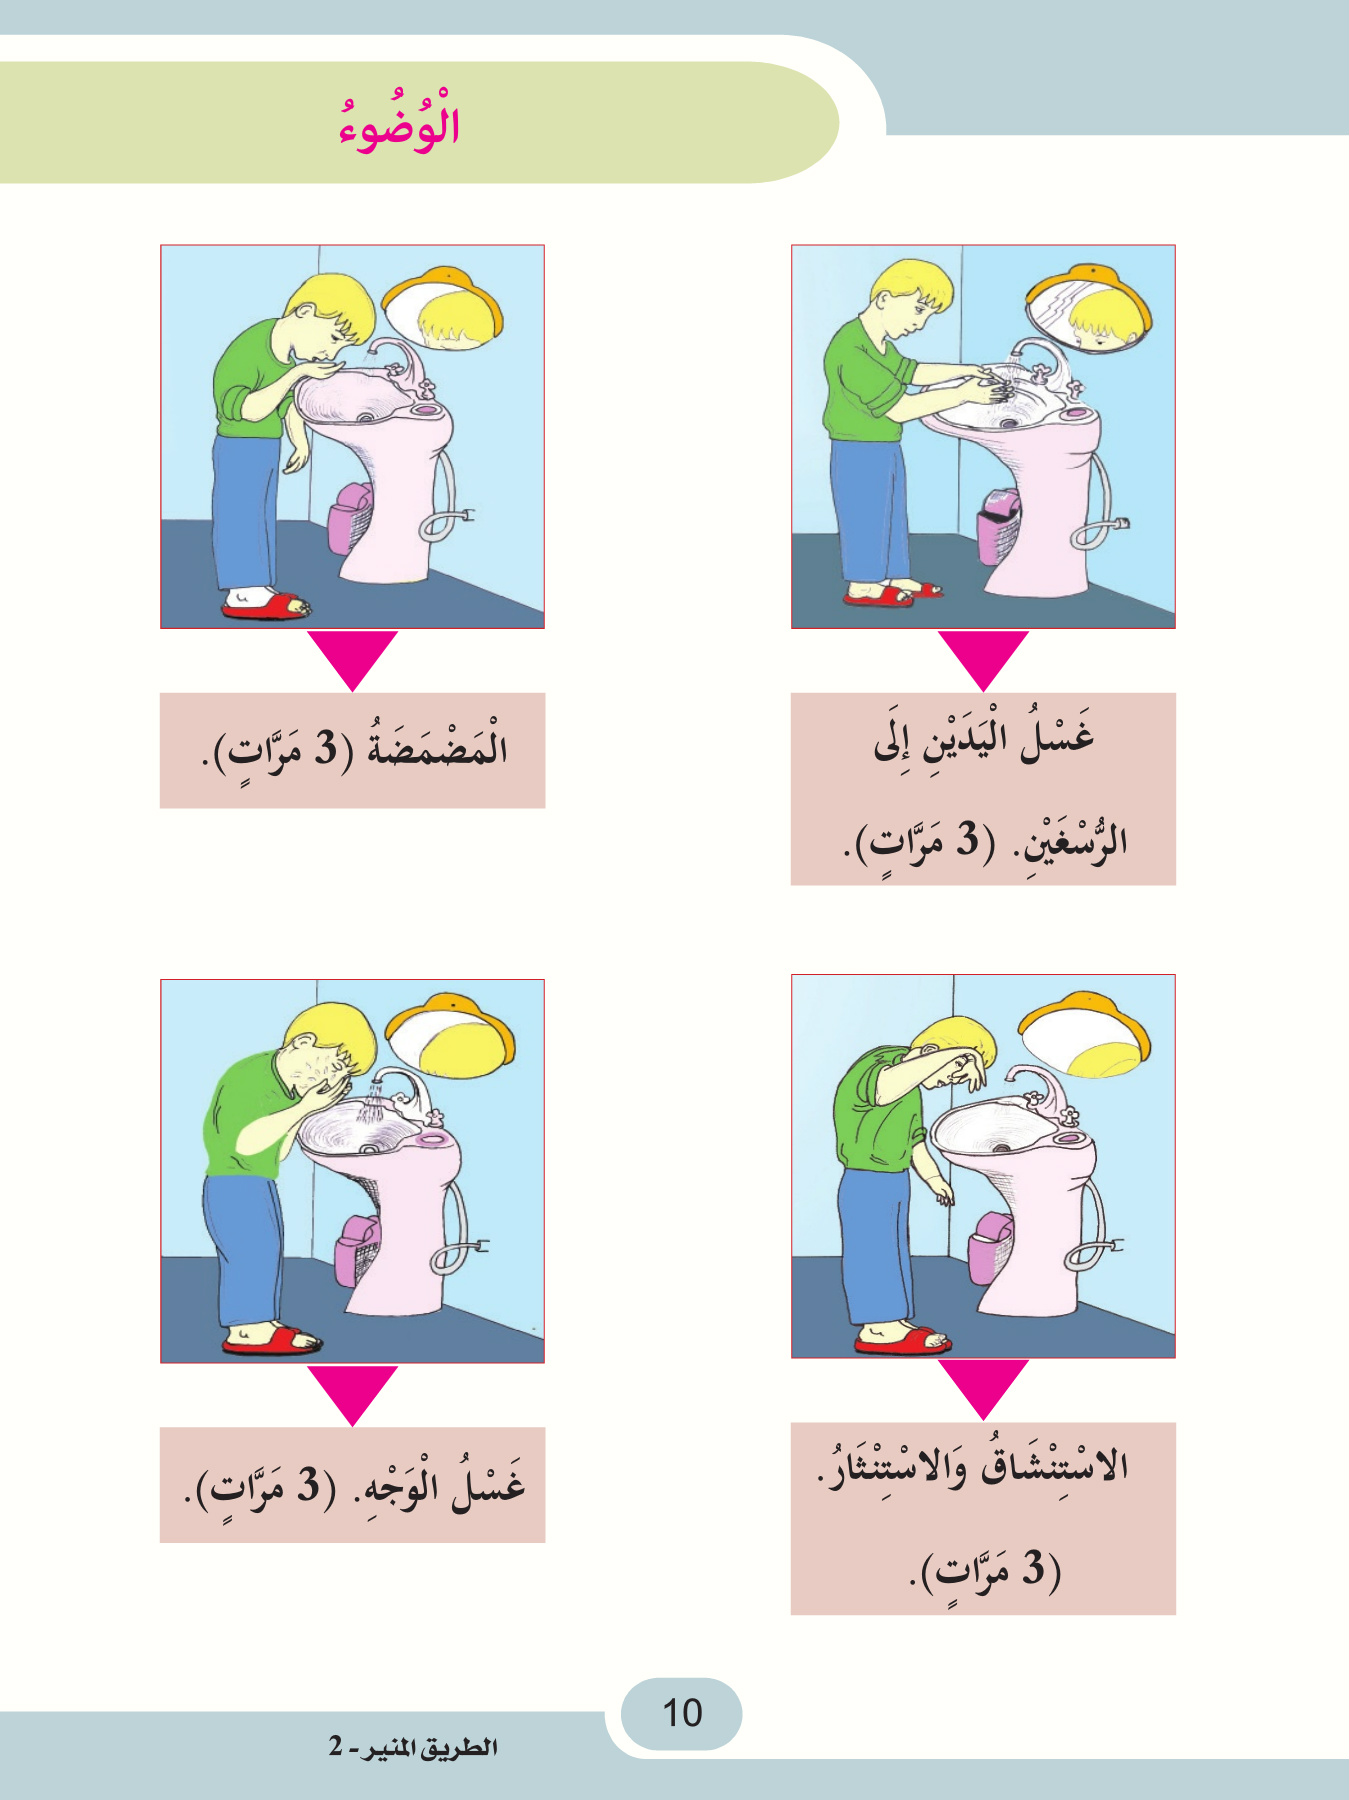 الْوُضُوءُ
غَسْلُ الْيَدَيْنِ إِلَى
الرُّسْغَيْنِ. (3 مَرَّاتٍ).
الْمَضْمَضَةُ (3 مَرَّاتٍ).
الاسْتِنْشَاقُ وَالاسْتِنْثَارُ.
(3 مَرَّاتٍ).
غَسْلُ الْوَجْهِ. (3 مَرَّاتٍ).
10
الطريق المنير - 2